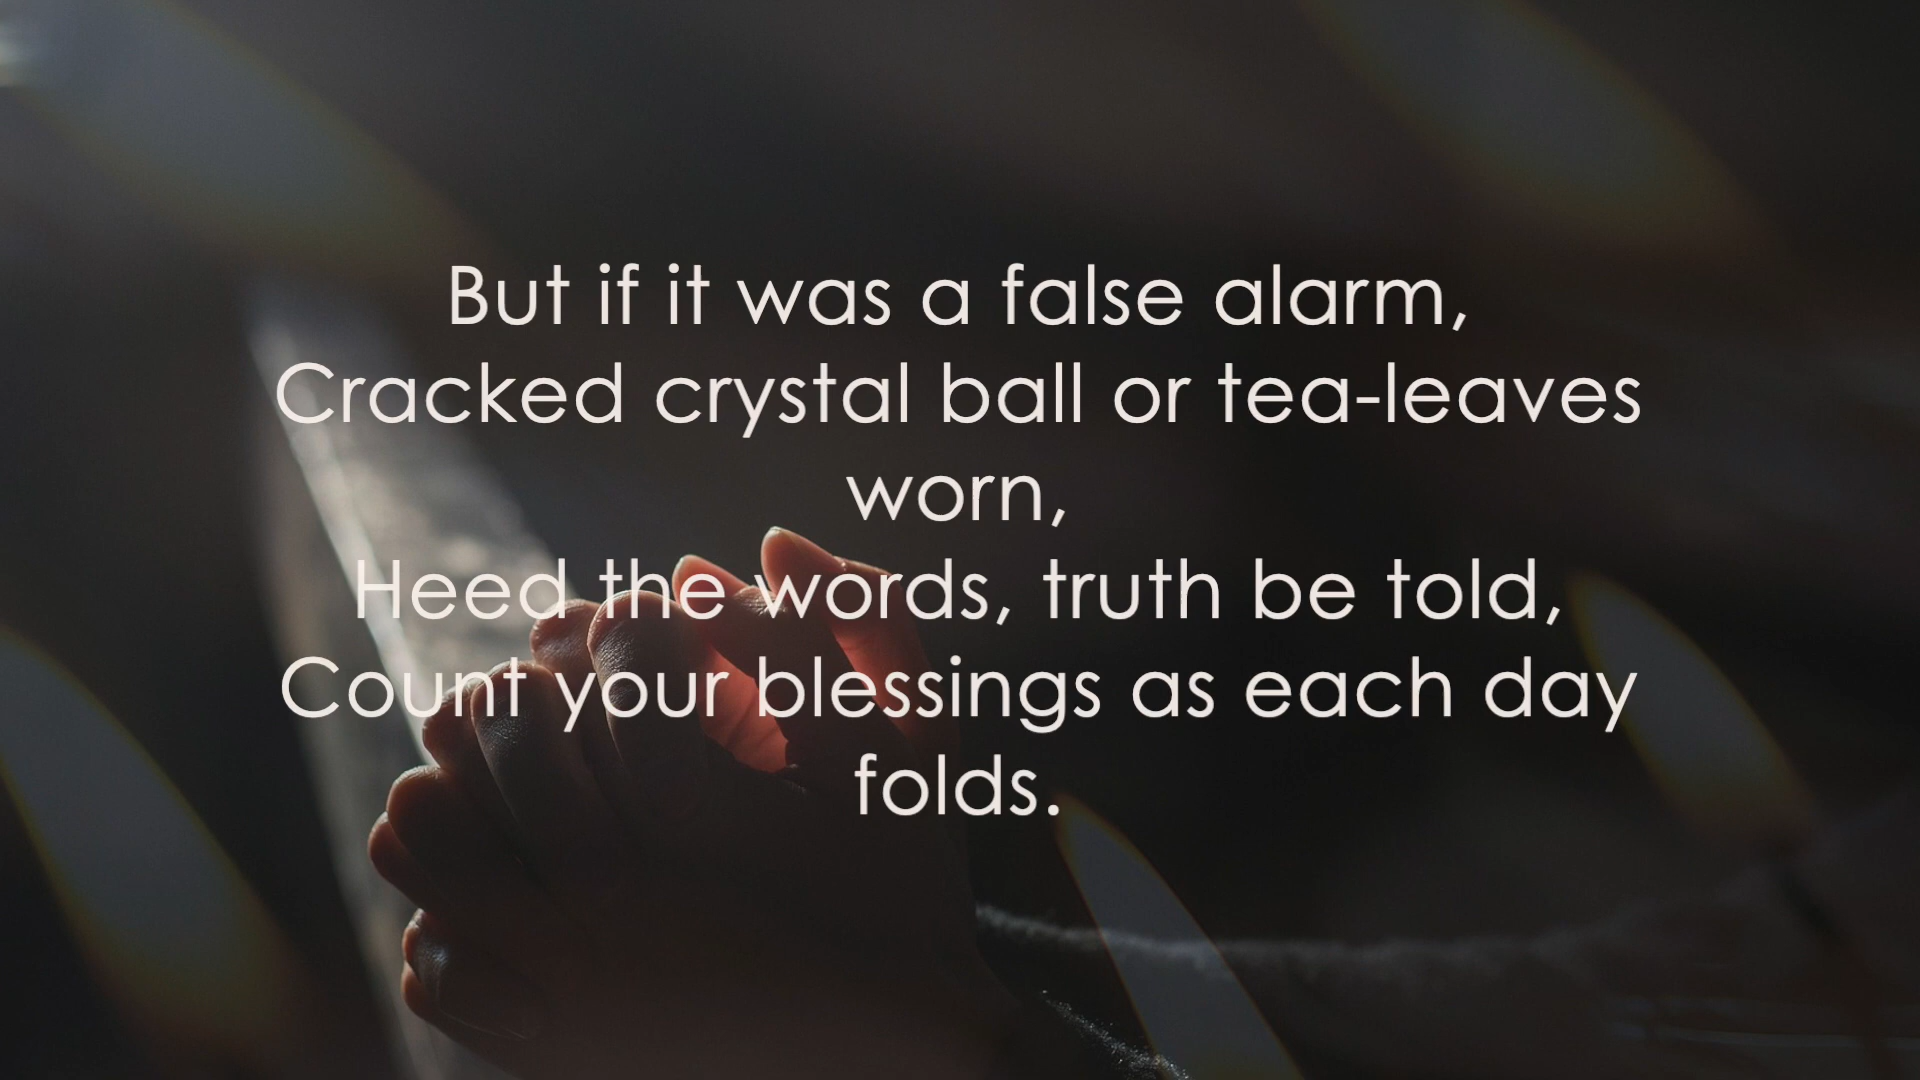 But if it was a false alarm,
Cracked crystal ball or tea-leaves
worn,
Heed the words, truth be told,
Count your blessings as each day
folds.